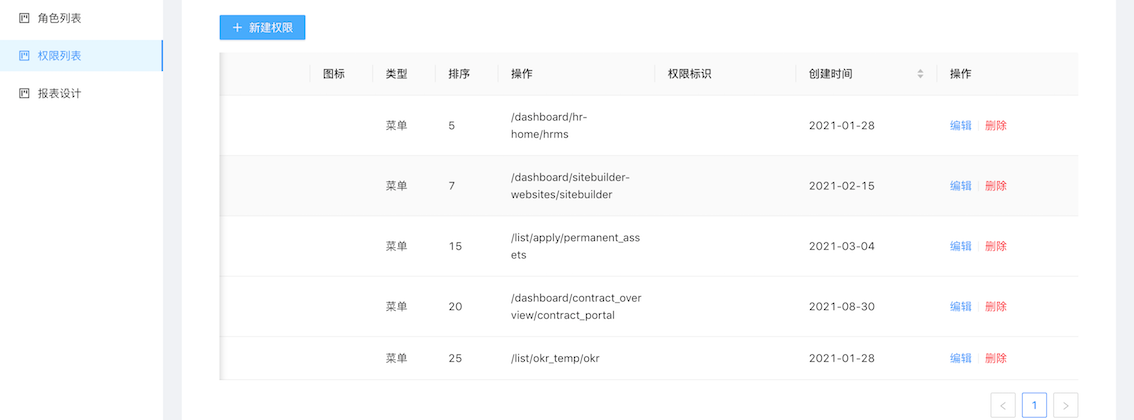 角色列表
权限列表
报表设计
新建权限
图标 类型 排序 操作 权限标识 创建时间 操作
菜单 5 /dashboard/hr- 2021-01-28 编辑 删除
home/hrms
菜单 7 /dashboard/sitebuilder- 2021-02-15 编辑 删除
websites/sitebuilder
菜单 15 /list/apply/permanent_ass 2021-03-04 编辑 删除
ets
菜单 20 /dashboard/contract_over 2021-08-30 编辑 删除
view/contract_portal
菜单 25 /list/okr_temp/okr 2021-01-28 编辑 删除
1